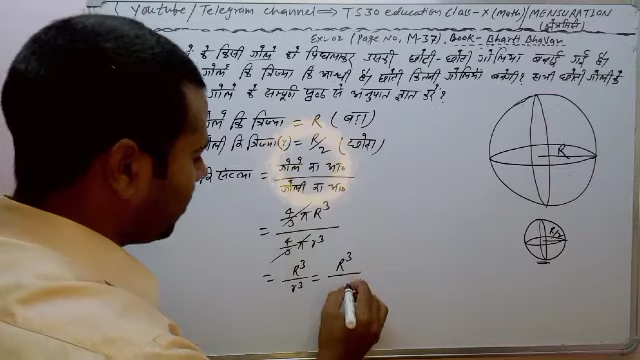 Youtube/Telegram channel ⇒ TS30 education Class-X (Math) / MENSURATION
(क्षेत्रमिति)
Ex. 02 (Page No, M-37), Book - Bharti Bhavan
के किसी गोले को पिघलाकर उससे छोटी-छोटी गोलियां बनाई गई है।
गोले कि त्रिज्या कि आधी है। छोटी कितनी गोलियां बनेगी? सभी छोटी गोली के
गोले के सम्पूर्ण पृष्ठ से अनुपात ज्ञात करें?
गोले कि त्रिज्या = R (बड़ा)
गोली कि त्रिज्या (r) = R/2 (छोटा)
कि संख्या = गोले का आ० / गोली का आ०
= 4/3 π R³ / 4/3 π r³
= R³/r³ = R³/
R
R/2